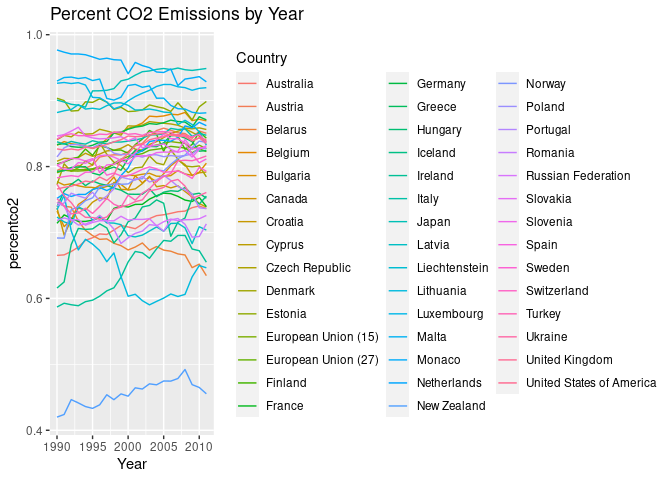 Percent CO2 Emissions by Year
percentco2
1.0
0.8
0.6
0.4
1990 1995 2000 2005 2010
Year
Country
Australia
Austria
Belarus
Belgium
Bulgaria
Canada
Croatia
Cyprus
Czech Republic
Denmark
Estonia
European Union (15)
European Union (27)
Finland
France
Germany
Greece
Hungary
Iceland
Ireland
Italy
Japan
Latvia
Liechtenstein
Lithuania
Luxembourg
Malta
Monaco
Netherlands
New Zealand
Norway
Poland
Portugal
Romania
Russian Federation
Slovakia
Slovenia
Spain
Sweden
Switzerland
Turkey
Ukraine
United Kingdom
United States of America